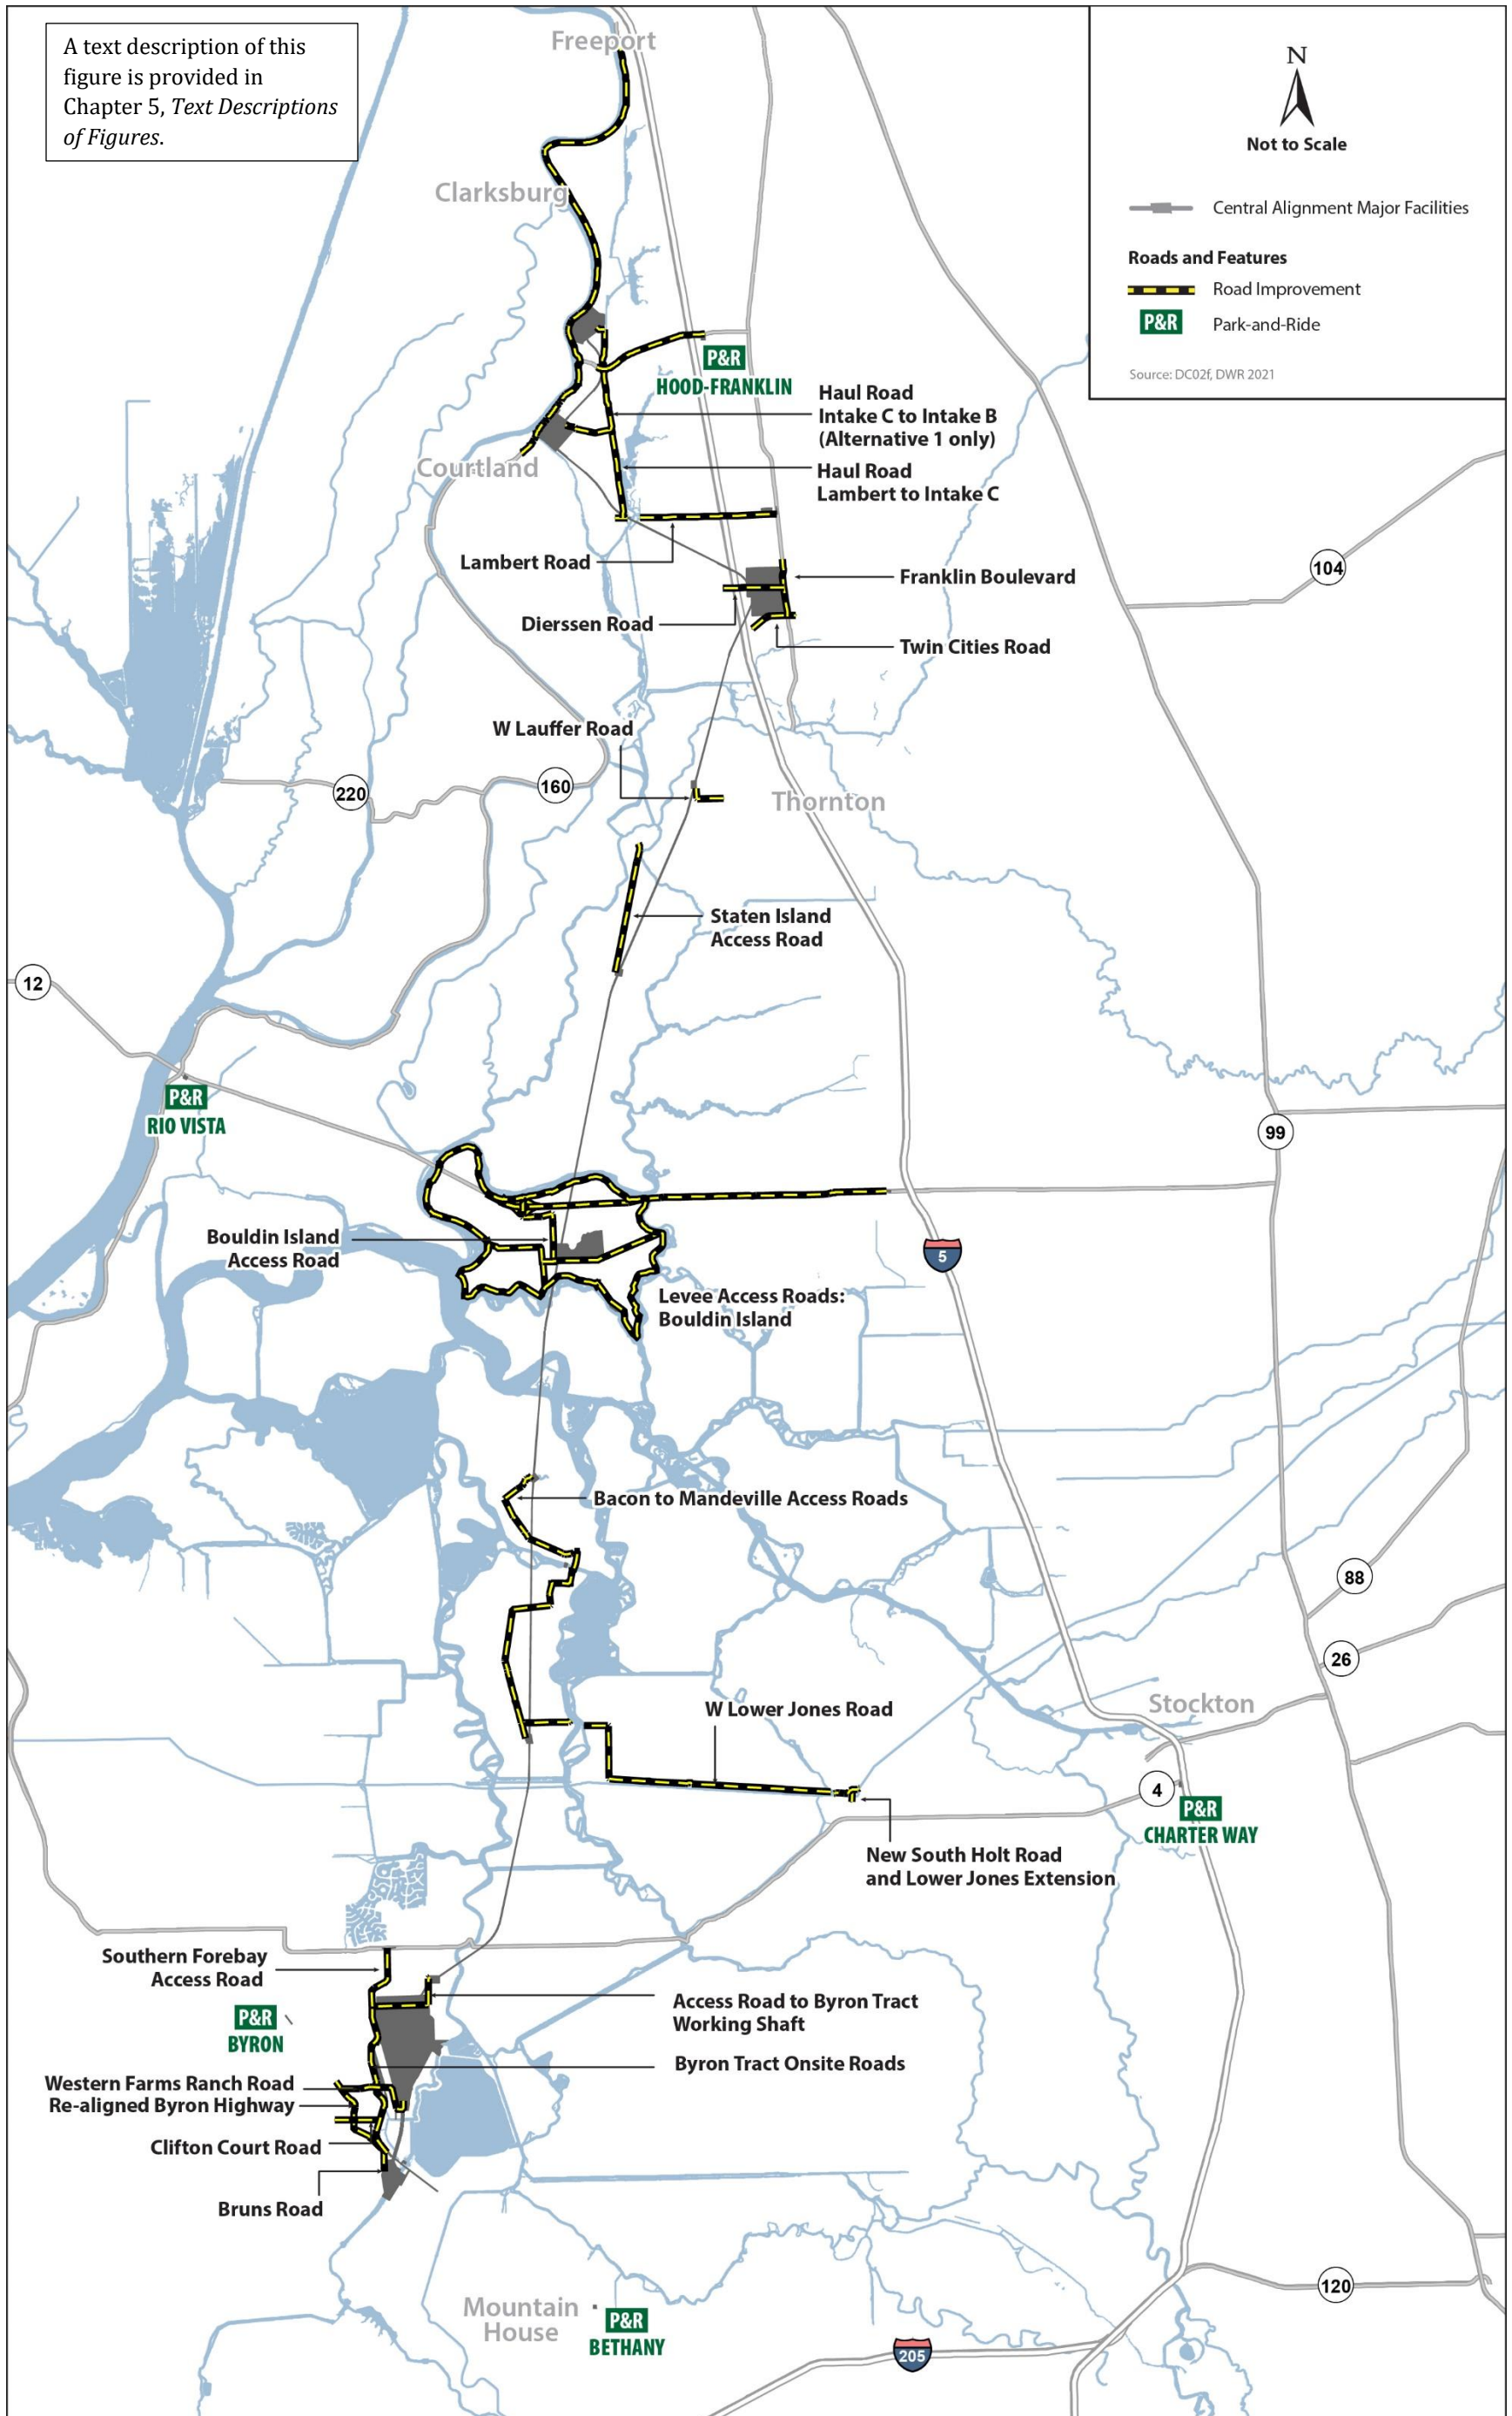 A text description of this
figure is provided in
Chapter 5, Text Descriptions
of Figures.
Freeport
N
Not to Scale
Central Alignment Major Facilities
Roads and Features
Road Improvement
P&R
Park-and-Ride
Source: DC02f, DWR 2021
Clarksburg
P&R
HOOD-FRANKLIN
Haul Road
Intake C to Intake B
(Alternative 1 only)
Courtland
Haul Road
Lambert to Intake C
Lambert Road
104
Franklin Boulevard
Dierssen Road
Twin Cities Road
W Lauffer Road
220
160
Thornton
Staten Island
Access Road
12
P&R
RIO VISTA
99
Bouldin Island
Access Road
5
Levee Access Roads:
Bouldin Island
Bacon to Mandeville Access Roads
88
26
Stockton
W Lower Jones Road
4
P&R
CHARTER WAY
New South Holt Road
and Lower Jones Extension
Southern Forebay
Access Road
Access Road to Byron Tract
Working Shaft
P&R
BYRON
Byron Tract Onsite Roads
Western Farms Ranch Road
Re-aligned Byron Highway
Clifton Court Road
Bruns Road
120
Mountain
House
P&R
BETHANY
205